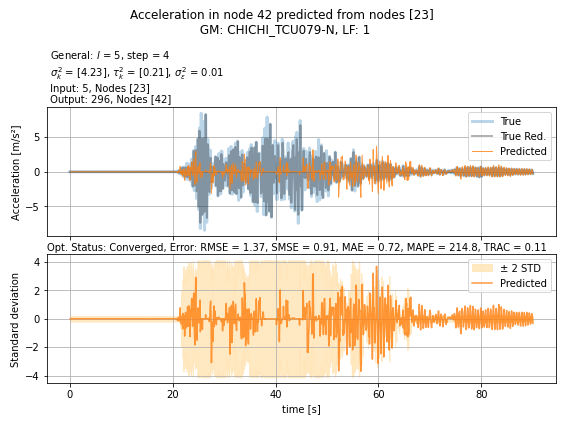 Acceleration in node 42 predicted from nodes [23]
GM: CHICHI_TCU079-N, LF: 1
General: l = 5, step = 4
σ²ₖ = [4.23], τ²ₖ = [0.21], σ²ε = 0.01
Input: 5, Nodes [23]
Output: 296, Nodes [42]
Acceleration [m/s²]
5
0
−5
True
True Red.
Predicted
Opt. Status: Converged, Error: RMSE = 1.37, SMSE = 0.91, MAE = 0.72, MAPE = 214.8, TRAC = 0.11
Standard deviation
4
2
0
−2
−4
± 2 STD
Predicted
0 20 40 60 80
time [s]